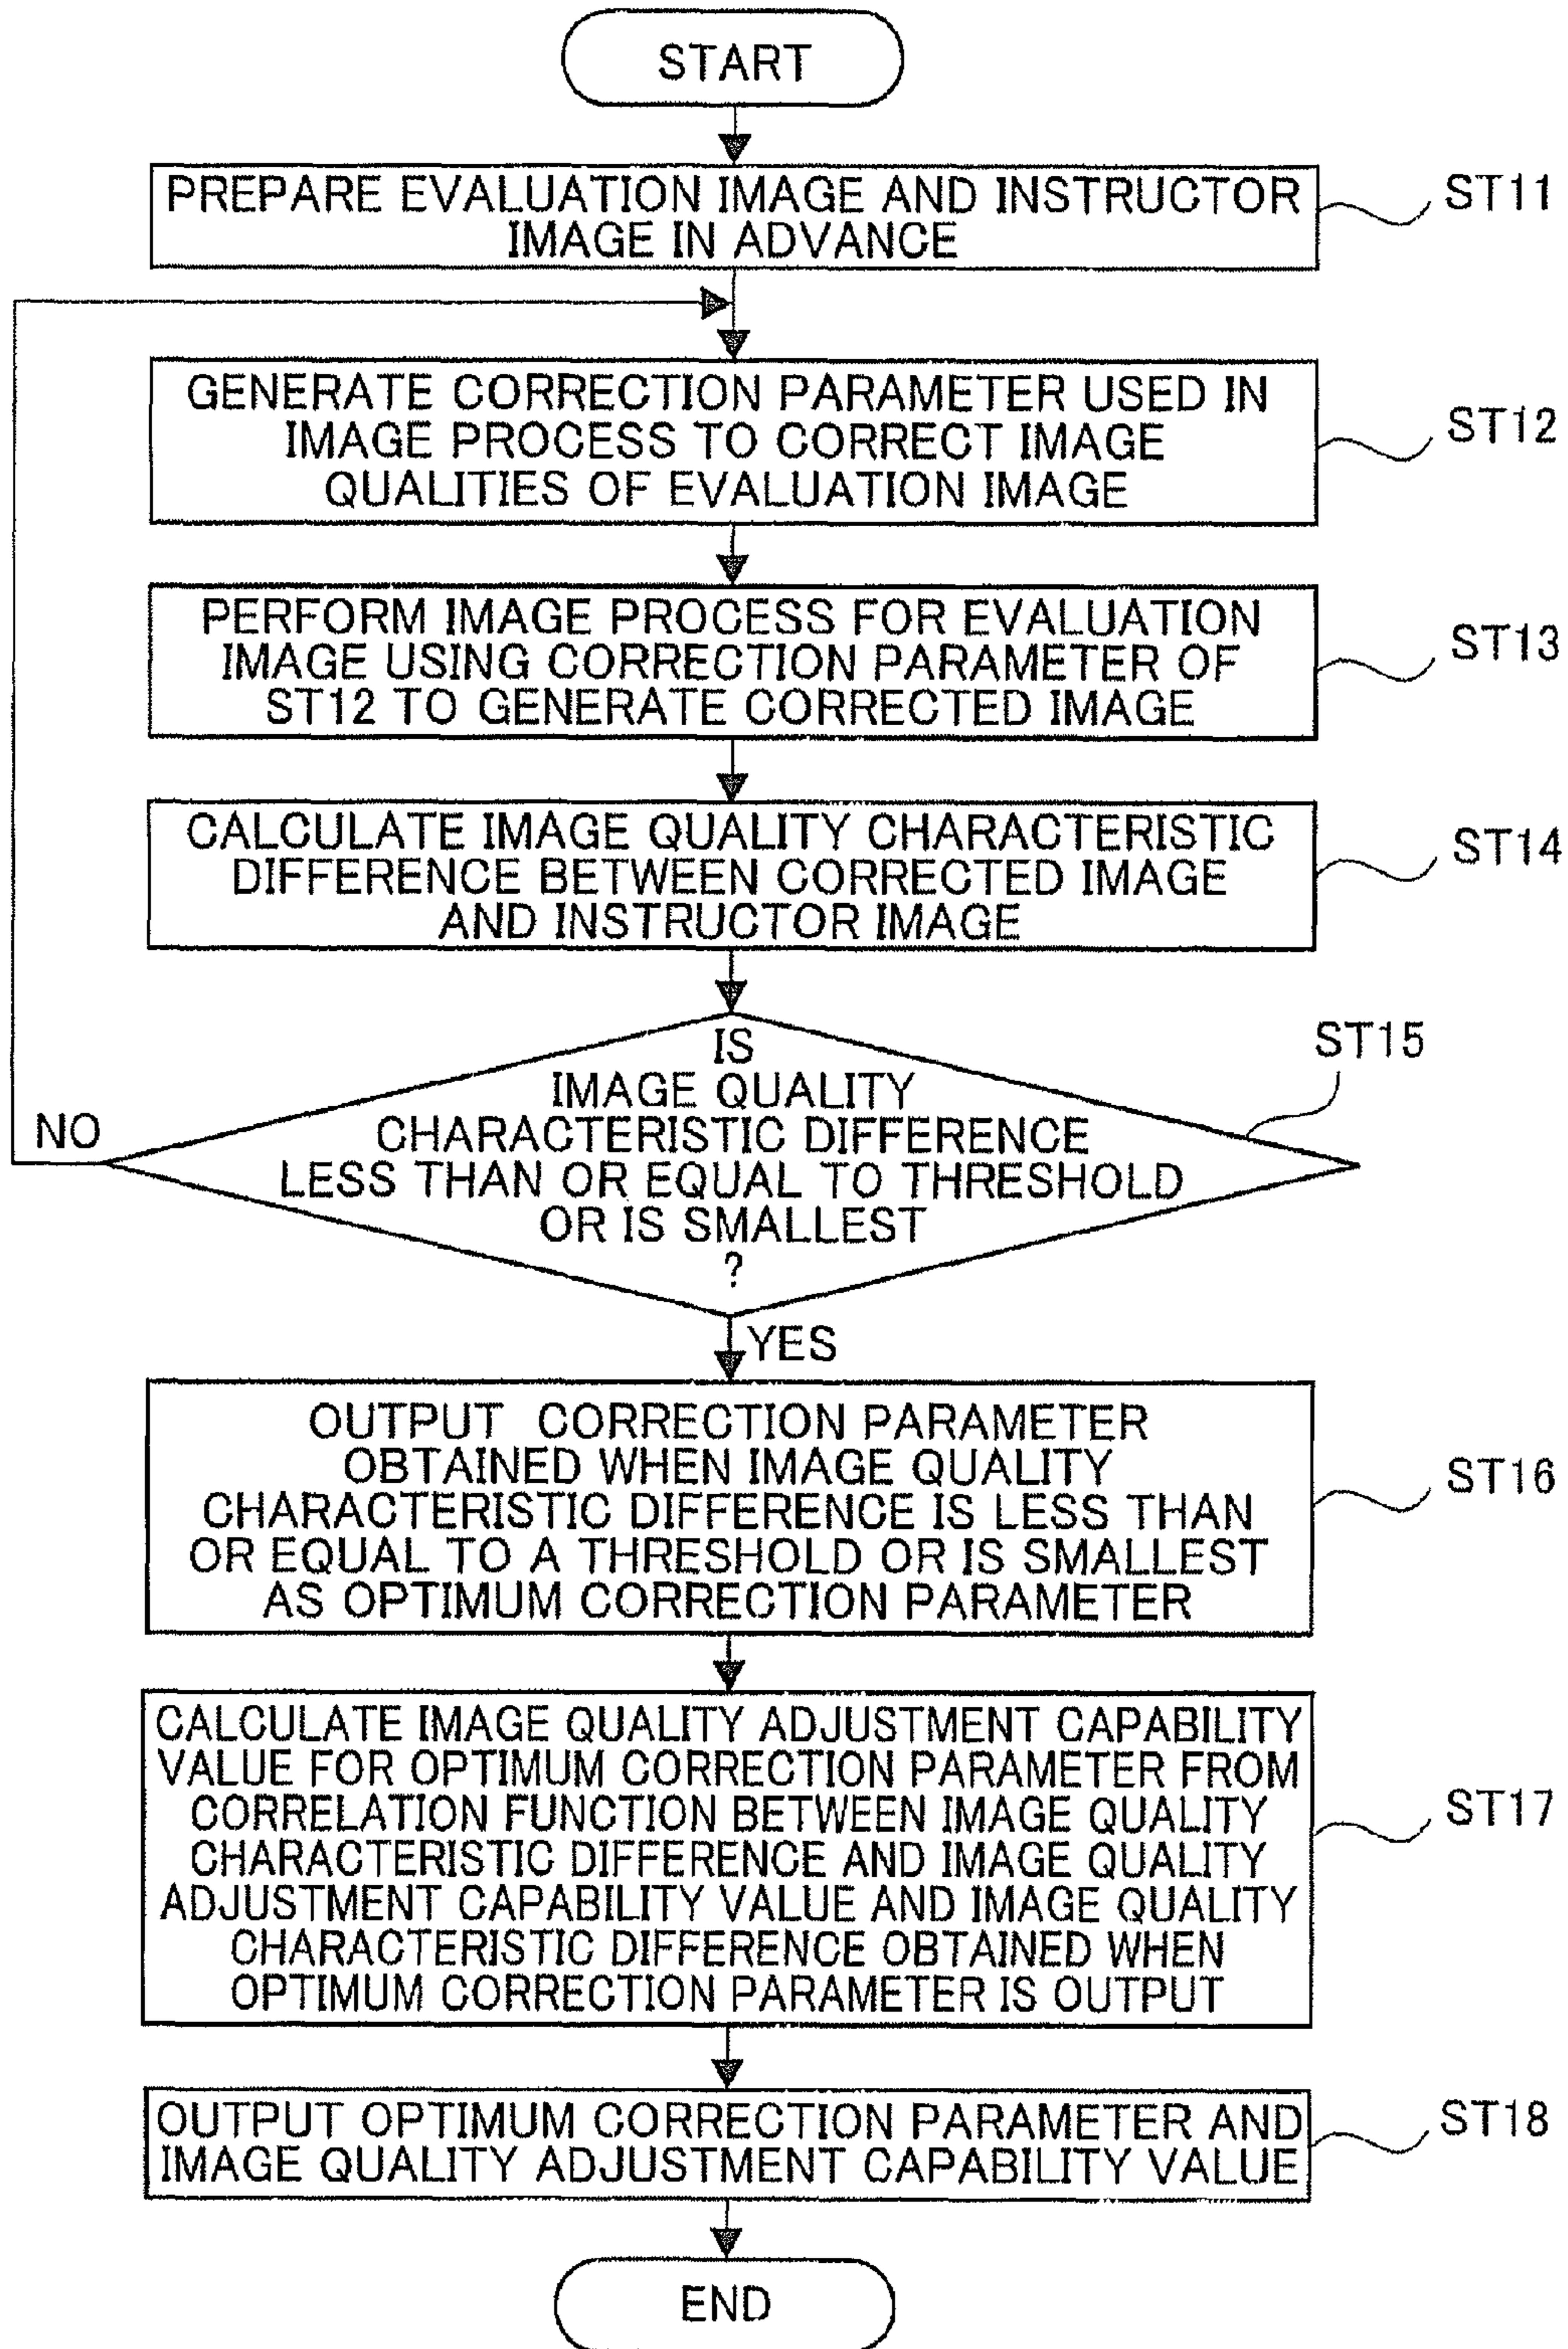 START
PREPARE EVALUATION IMAGE AND INSTRUCTOR
IMAGE IN ADVANCE
ST11
GENERATE CORRECTION PARAMETER USED IN
IMAGE PROCESS TO CORRECT IMAGE
QUALITIES OF EVALUATION IMAGE
ST12
PERFORM IMAGE PROCESS FOR EVALUATION
IMAGE USING CORRECTION PARAMETER OF
ST12 TO GENERATE CORRECTED IMAGE
ST13
CALCULATE IMAGE QUALITY CHARACTERISTIC
DIFFERENCE BETWEEN CORRECTED IMAGE
AND INSTRUCTOR IMAGE
ST14
IS
IMAGE QUALITY
CHARACTERISTIC DIFFERENCE
LESS THAN OR EQUAL TO THRESHOLD
OR IS SMALLEST
?
ST15
NO
YES
OUTPUT CORRECTION PARAMETER
OBTAINED WHEN IMAGE QUALITY
CHARACTERISTIC DIFFERENCE IS LESS THAN
OR EQUAL TO A THRESHOLD OR IS SMALLEST
AS OPTIMUM CORRECTION PARAMETER
ST16
CALCULATE IMAGE QUALITY ADJUSTMENT CAPABILITY
VALUE FOR OPTIMUM CORRECTION PARAMETER FROM
CORRELATION FUNCTION BETWEEN IMAGE QUALITY
CHARACTERISTIC DIFFERENCE AND IMAGE QUALITY
ADJUSTMENT CAPABILITY VALUE AND IMAGE QUALITY
CHARACTERISTIC DIFFERENCE OBTAINED WHEN
OPTIMUM CORRECTION PARAMETER IS OUTPUT
ST17
OUTPUT OPTIMUM CORRECTION PARAMETER AND
IMAGE QUALITY ADJUSTMENT CAPABILITY VALUE
ST18
END